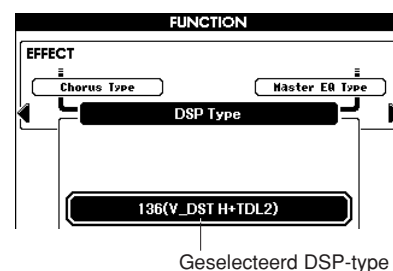 FUNCTION
EFFECT
Chorus Type
Master EQ Type
DSP Type
136(V_DST H+TDL2)
Geselecteerd DSP-type